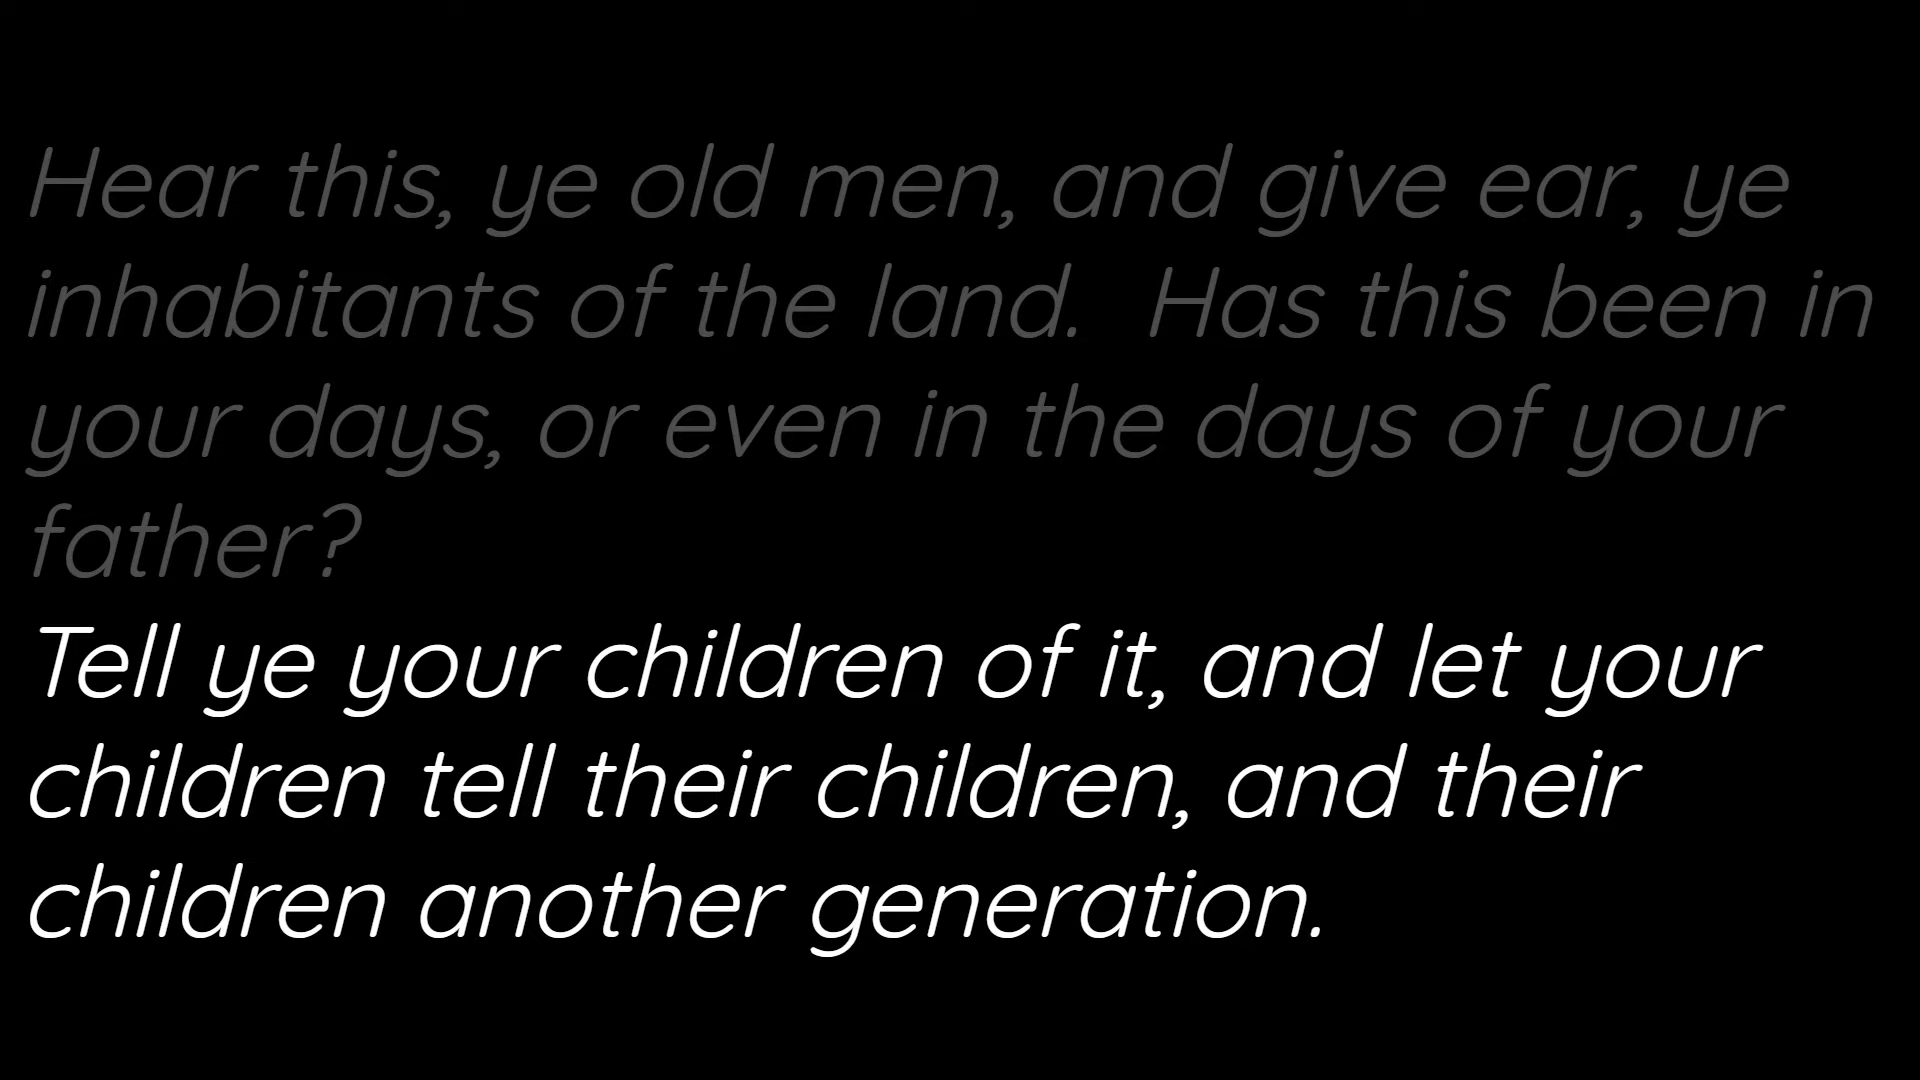 Hear this, ye old men, and give ear, ye
inhabitants of the land.  Has this been in
your days, or even in the days of your
father?
Tell ye your children of it, and let your
children tell their children, and their
children another generation.